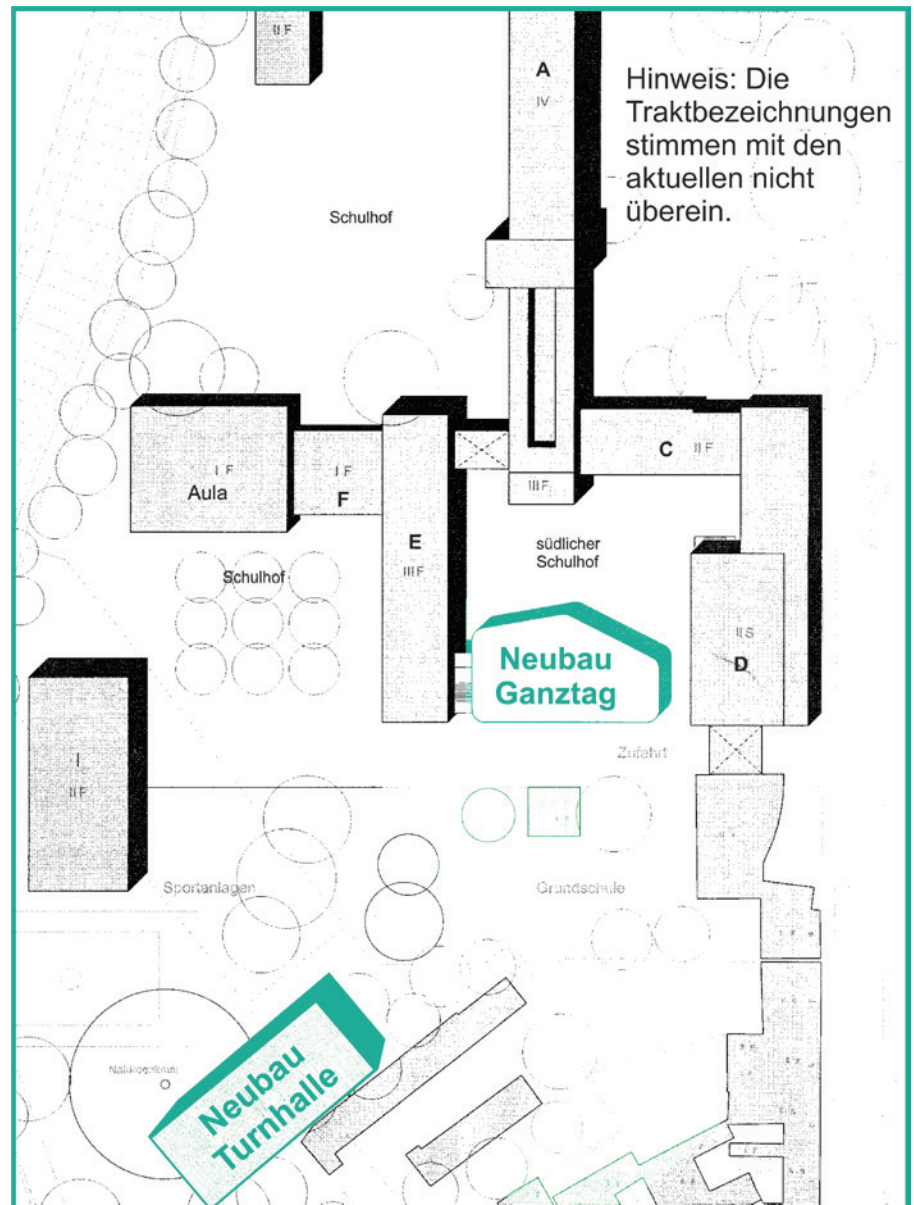 II F
A
IV
Hinweis: Die
Traktbezeichnungen
stimmen mit den
aktuellen nicht
überein.
Schulhof
I F
Aula
I F
F
C II F
III F
E
III F
südlicher
Schulhof
Schulhof
II S
D
Neubau
Ganztag
Zufahrt
I
II F
Sportanlagen
Grundschule
Naturdenkmal
Neubau
Turnhalle